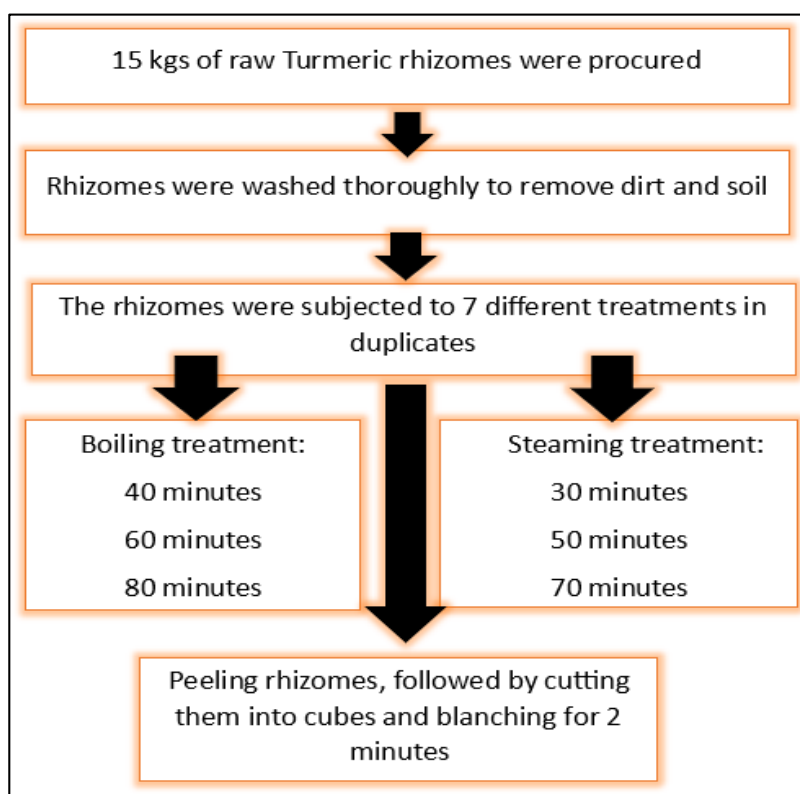 15 kgs of raw Turmeric rhizomes were procured
Rhizomes were washed thoroughly to remove dirt and soil
The rhizomes were subjected to 7 different treatments in
duplicates
Boiling treatment:
40 minutes
60 minutes
80 minutes
Steaming treatment:
30 minutes
50 minutes
70 minutes
Peeling rhizomes, followed by cutting
them into cubes and blanching for 2
minutes